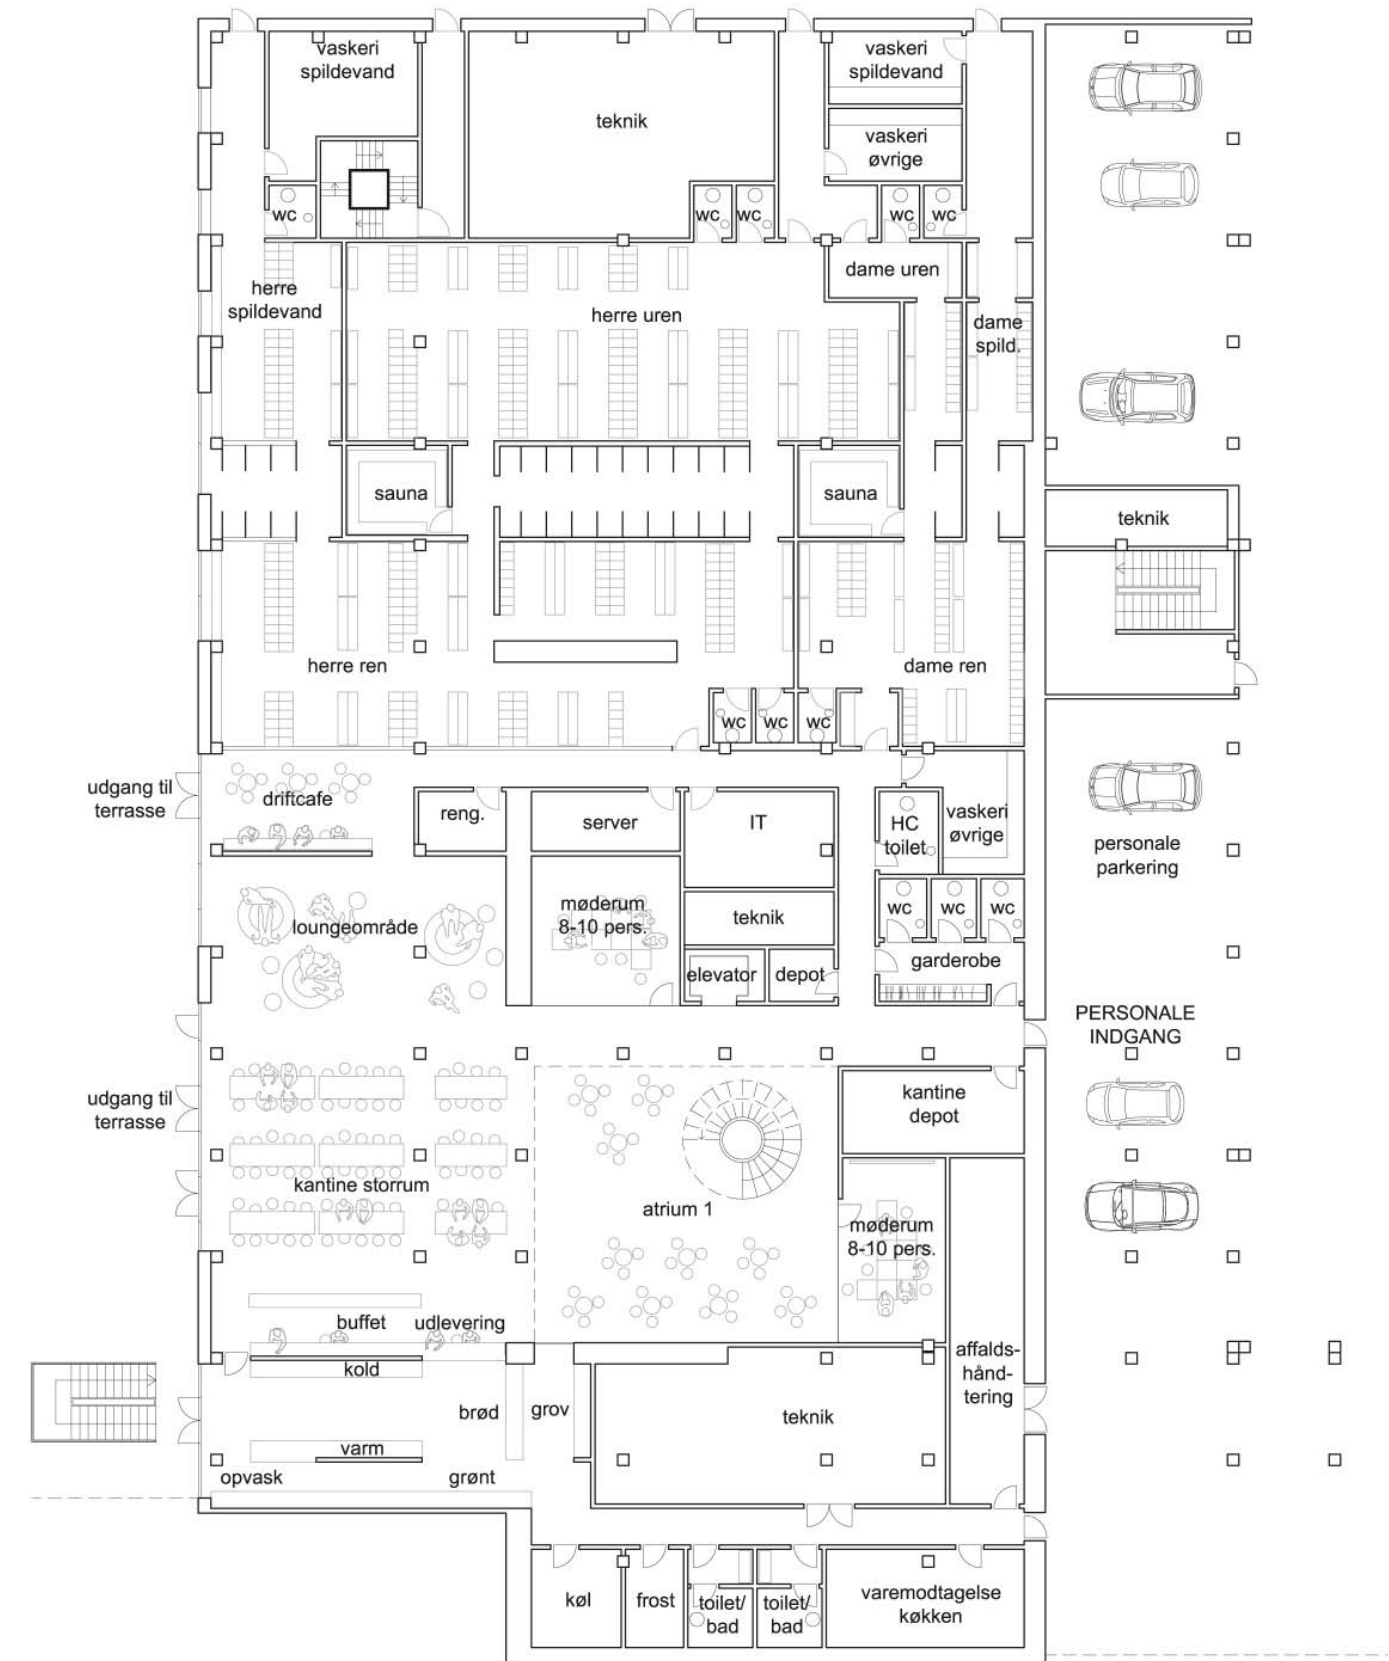 vaskeri
spildevand
teknik
vaskeri
spildevand
vaskeri
øvrige
wc
wc
wc
wc
wc
dame uren
herre
spildevand
herre uren
dame
spild.
sauna
sauna
teknik
herre ren
dame ren
wc
wc
wc
udgang til
terrasse
driftcafe
reng.
server
IT
HC
toilet
vaskeri
øvrige
personale
parkering
loungeområde
møderum
8-10 pers.
teknik
wc
wc
wc
elevator
depot
garderobe
PERSONALE
INDGANG
udgang til
terrasse
kantine
depot
kantine storrum
atrium 1
møderum
8-10 pers.
buffet
udlevering
kold
affalds-
hånd-
tering
brød
grov
teknik
varm
opvask
grønt
køl
frost
toilet/
bad
toilet/
bad
varemodtagelse
køkken